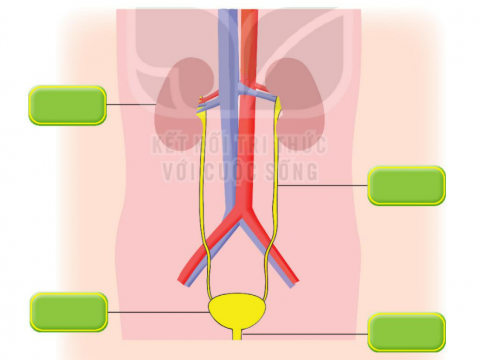 KẾT NỐI TRI THỨC
VỚI CUỘC SỐNG